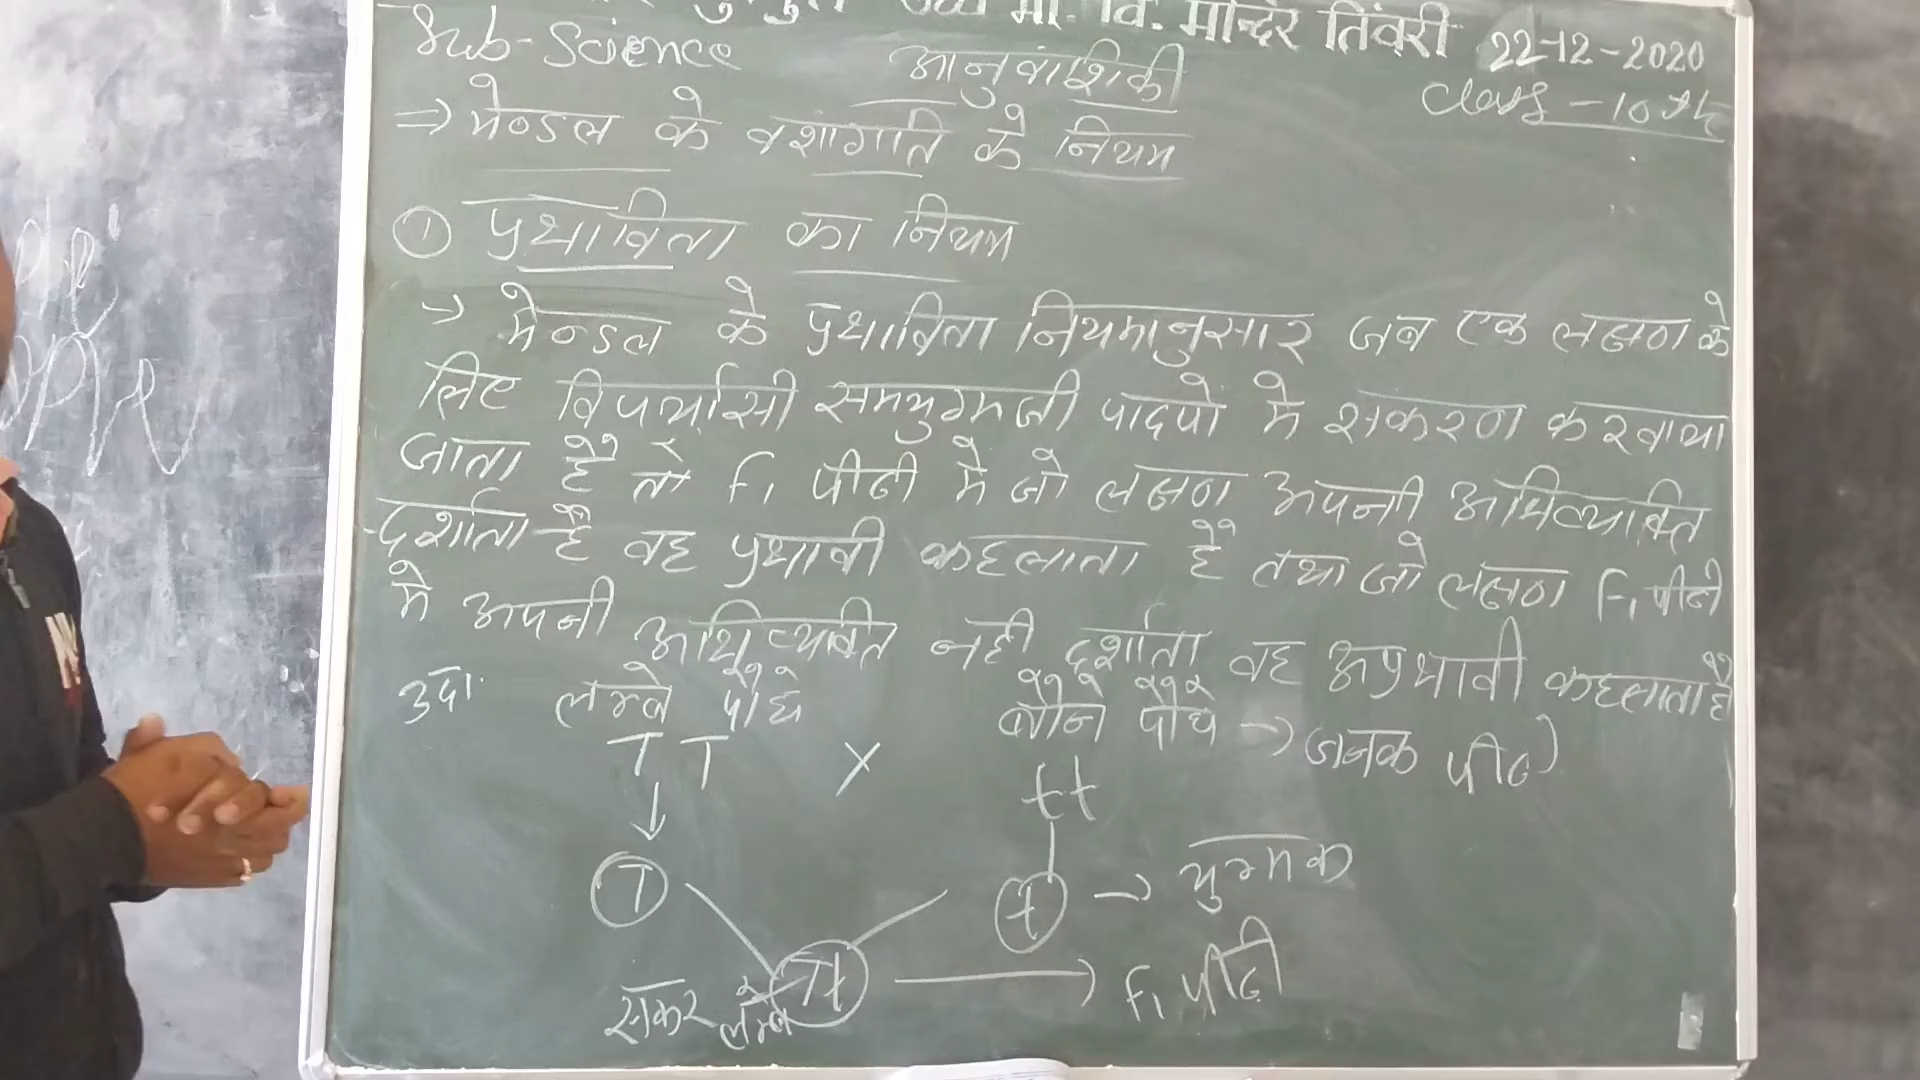 उच्च मा. वि. मन्दिर तिंवरी 22-12-2020
Sub-Science आनुवांशिकी Class - 10th
⇒ मेण्डल के वंशागति के नियम
① प्रभाविता का नियम
→ मेण्डल के प्रभाविता नियमानुसार जब एक लक्षण के
लिए विपर्यासी समयुग्मजी पादपो मे संकरण करवाया
जाता है तो F1 पीढी मे जो लक्षण अपनी अभिव्यक्ति
दर्शाता है वह प्रभावी कहलाता है तथा जो लक्षण F1 पीढी
मे अपनी अभिव्यक्ति नही दर्शाता वह अप्रभावी कहलाता है
उदा. लम्बे पौधे बौने पौधे → जनक पीढी
TT X tt
T t → युग्मक
संकर लम्बे Tt → F1 पीढी